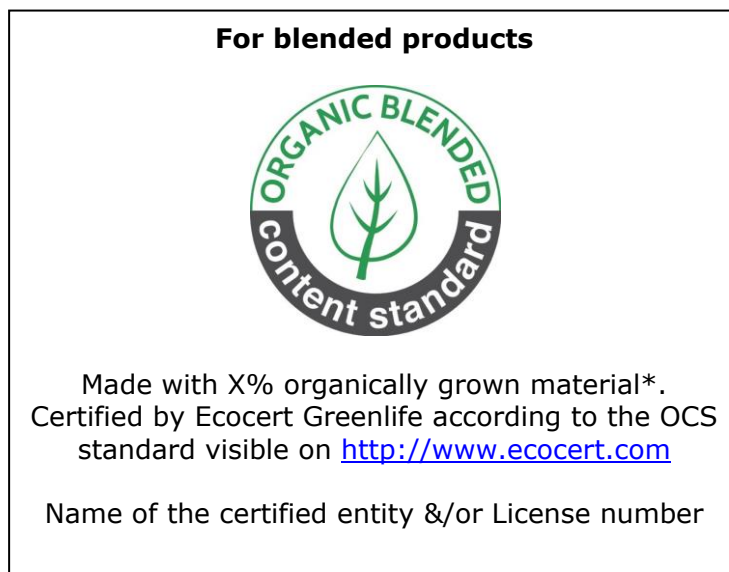 For blended products
ORGANIC BLENDED
content standard
Made with X% organically grown material*.
Certified by Ecocert Greenlife according to the OCS
standard visible on http://www.ecocert.com
Name of the certified entity &/or License number